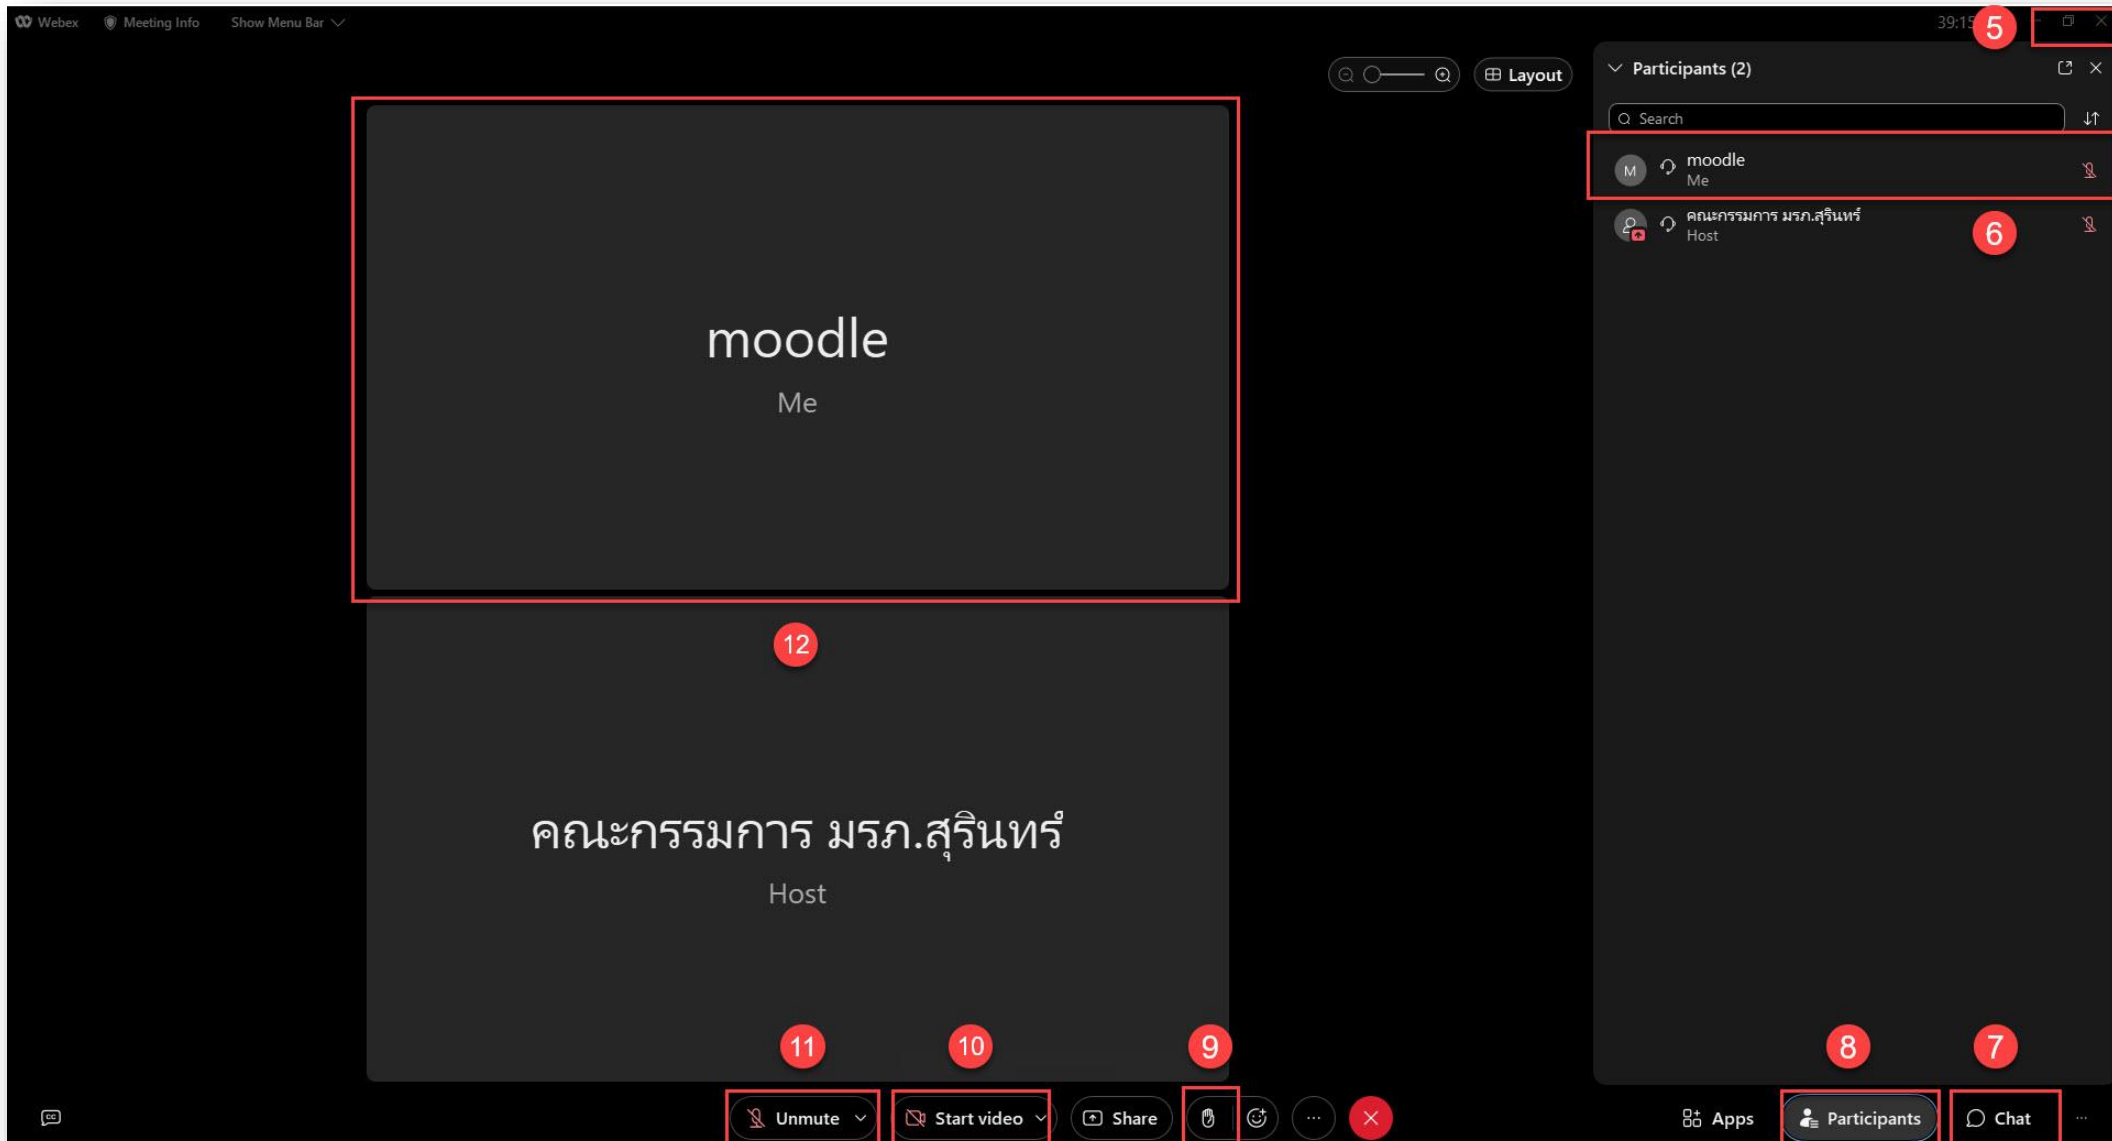 Webex Meeting Info Show Menu Bar 39:15
5
Layout
Participants (2)
Search
M moodle
Me
คณะกรรมการ มรภ.สุรินทร์
Host
6
moodle
Me
12
คณะกรรมการ มรภ.สุรินทร์
Host
11 10 9 8 7
CC Unmute Start video Share Apps Participants Chat